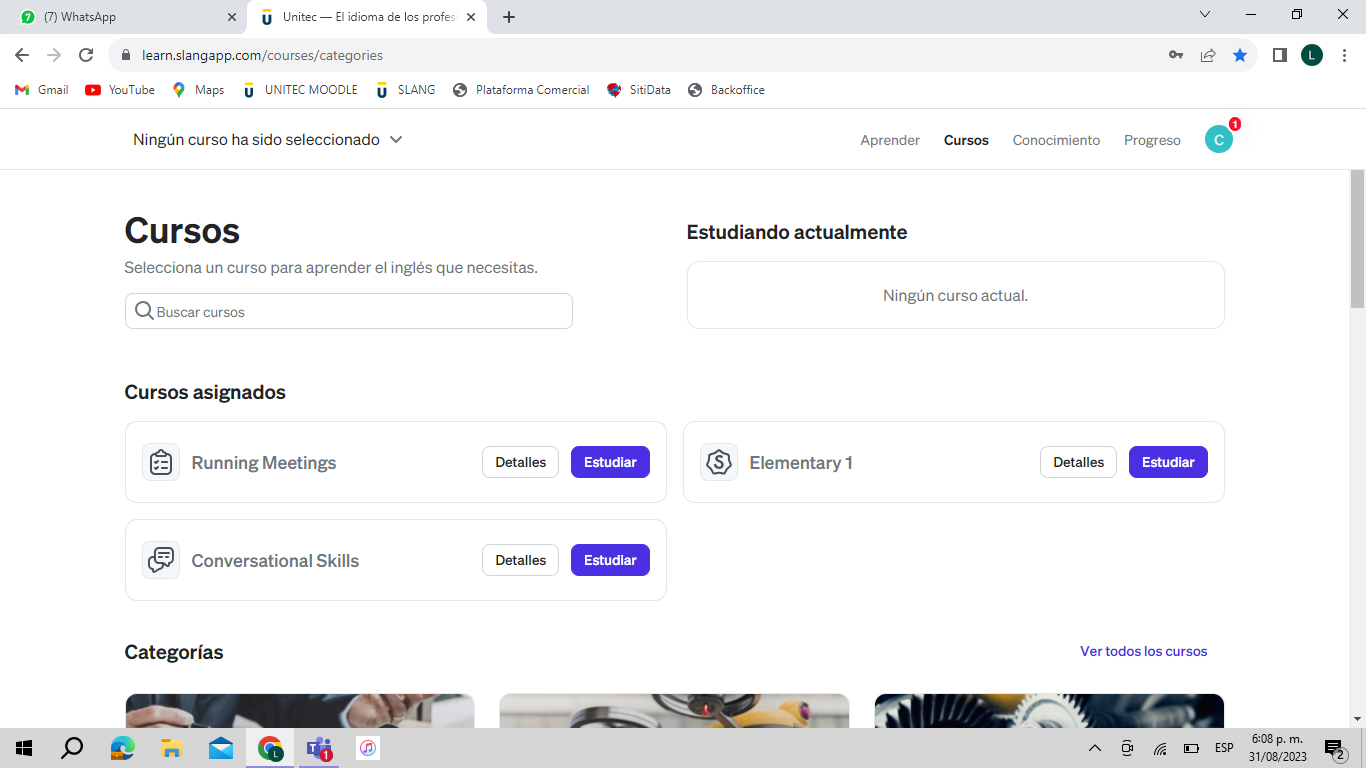 (7) WhatsApp
Unitec — El idioma de los profes
learn.slangapp.com/courses/categories
L
Gmail YouTube Maps UNITEC MOODLE SLANG Plataforma Comercial SitiData Backoffice
Ningún curso ha sido seleccionado
Aprender Cursos Conocimiento Progreso C 1
Cursos
Selecciona un curso para aprender el inglés que necesitas.
Buscar cursos
Estudiando actualmente
Ningún curso actual.
Cursos asignados
Running Meetings Detalles Estudiar
Elementary 1 Detalles Estudiar
Conversational Skills Detalles Estudiar
Categorías
Ver todos los cursos
L
1
ESP
6:08 p. m.
31/08/2023
2